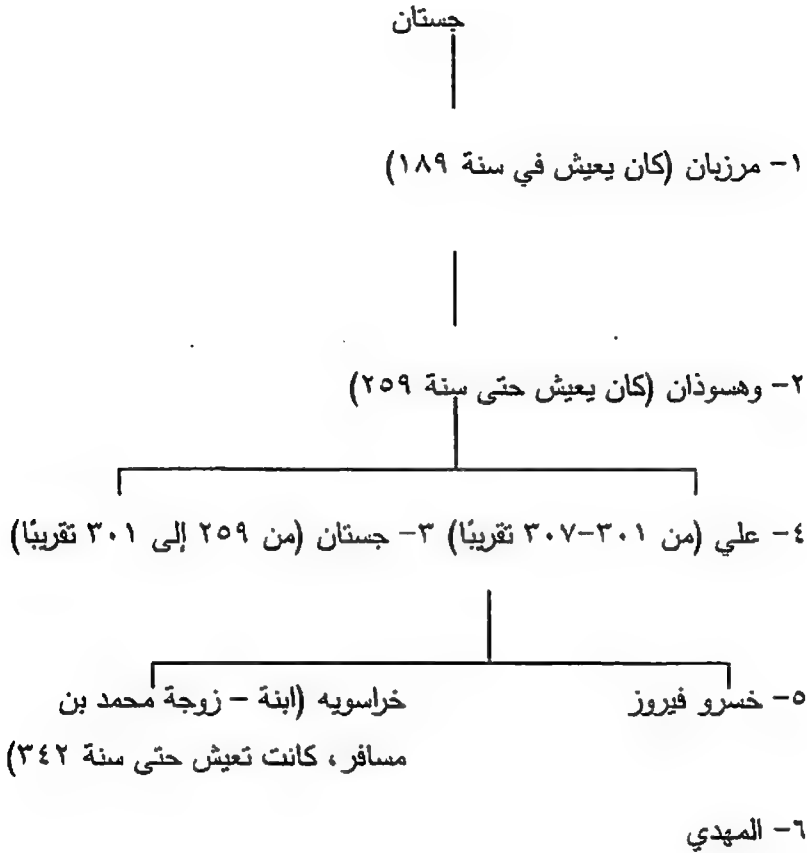 جستان
١- مرزبان (كان يعيش في سنة ١٨٩)
٢- وهسوذان (كان يعيش حتى سنة ٢٥٩)
٤- علي (من ٣٠١-٣٠٧ تقريبًا) ٣- جستان (من ٢٥٩ إلى ٣٠١ تقريبًا)
٥- خسرو فيروز
خراسويه (ابنة - زوجة محمد بن
مسافر، كانت تعيش حتى سنة ٣٤٢)
٦- المهدي